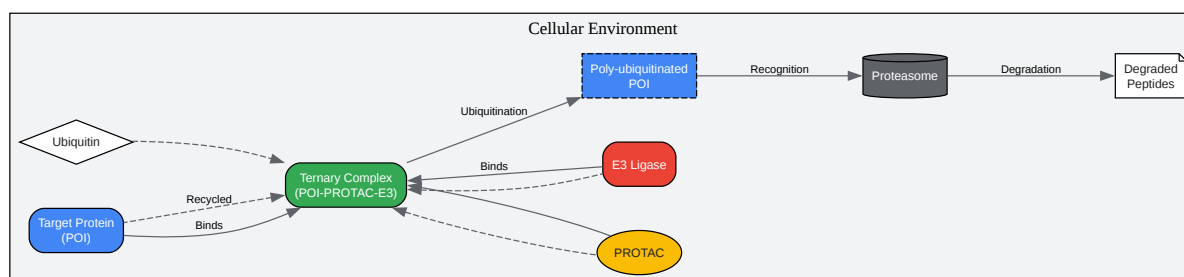 Cellular Environment
Poly-ubiquitinated
POI
Recognition
Proteasome
Degradation
Degraded
Peptides
Ubiquitination
Ubiquitin
Ternary Complex
(POI-PROTAC-E3)
Binds
E3 Ligase
Recycled
Target Protein
(POI)
Binds
PROTAC